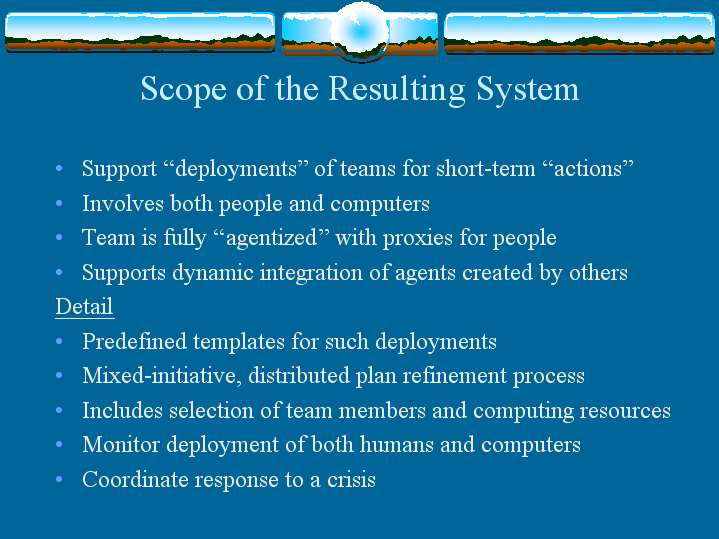 Scope of the Resulting System
• Support “deployments” of teams for short-term “actions”
• Involves both people and computers
• Team is fully “agentized” with proxies for people
• Supports dynamic integration of agents created by others
Detail
• Predefined templates for such deployments
• Mixed-initiative, distributed plan refinement process
• Includes selection of team members and computing resources
• Monitor deployment of both humans and computers
• Coordinate response to a crisis